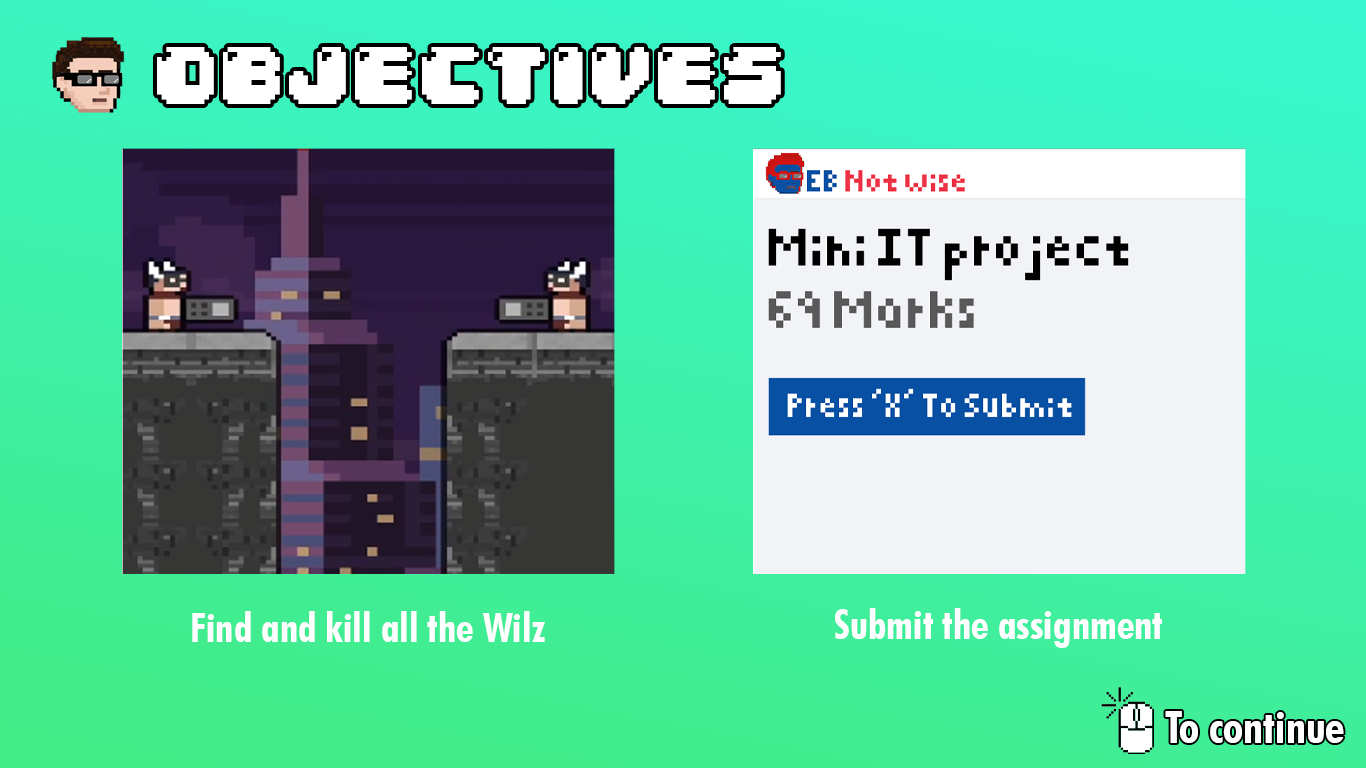 OBJECTIVES
EB Not wise
Mini IT project
69 Marks
Press 'X' To Submit
Find and kill all the Wilz
Submit the assignment
To continue